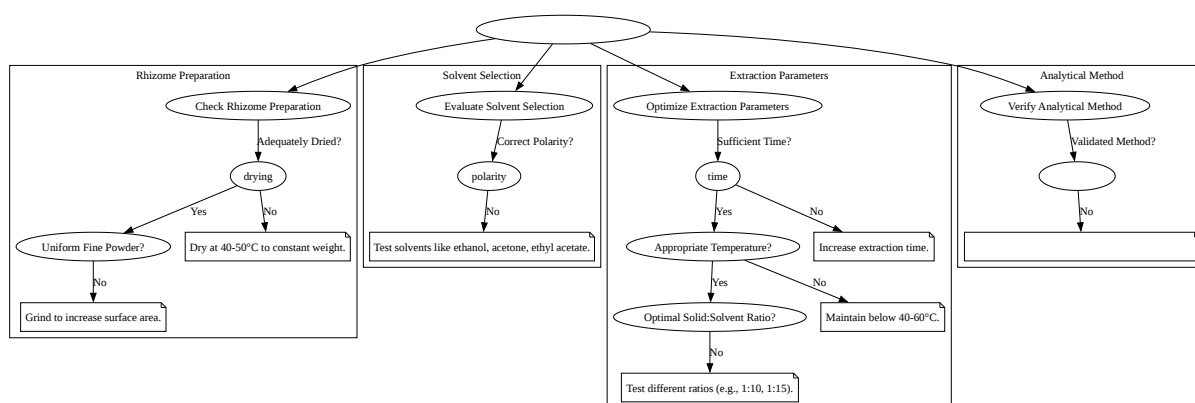 Rhizome Preparation
Solvent Selection
Extraction Parameters
Analytical Method
Check Rhizome Preparation
Evaluate Solvent Selection
Optimize Extraction Parameters
Verify Analytical Method
Adequately Dried?
Correct Polarity?
Sufficient Time?
Validated Method?
drying
polarity
time
Yes
No
No
Yes
No
No
Uniform Fine Powder?
Dry at 40-50°C to constant weight.
Test solvents like ethanol, acetone, ethyl acetate.
Appropriate Temperature?
Increase extraction time.
No
Yes
No
Grind to increase surface area.
Optimal Solid:Solvent Ratio?
Maintain below 40-60°C.
No
Test different ratios (e.g., 1:10, 1:15).